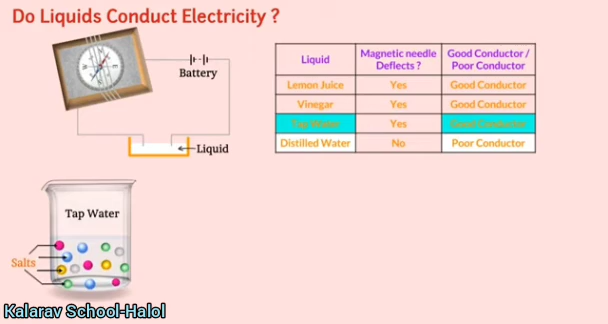 Do Liquids Conduct Electricity ?
Battery
Liquid
Liquid
Magnetic needle Deflects ?
Good Conductor / Poor Conductor
Lemon Juice Yes Good Conductor
Vinegar Yes Good Conductor
Tap Water Yes Good Conductor
Distilled Water No Poor Conductor
Tap Water
Salts
Kalarav School-Halol